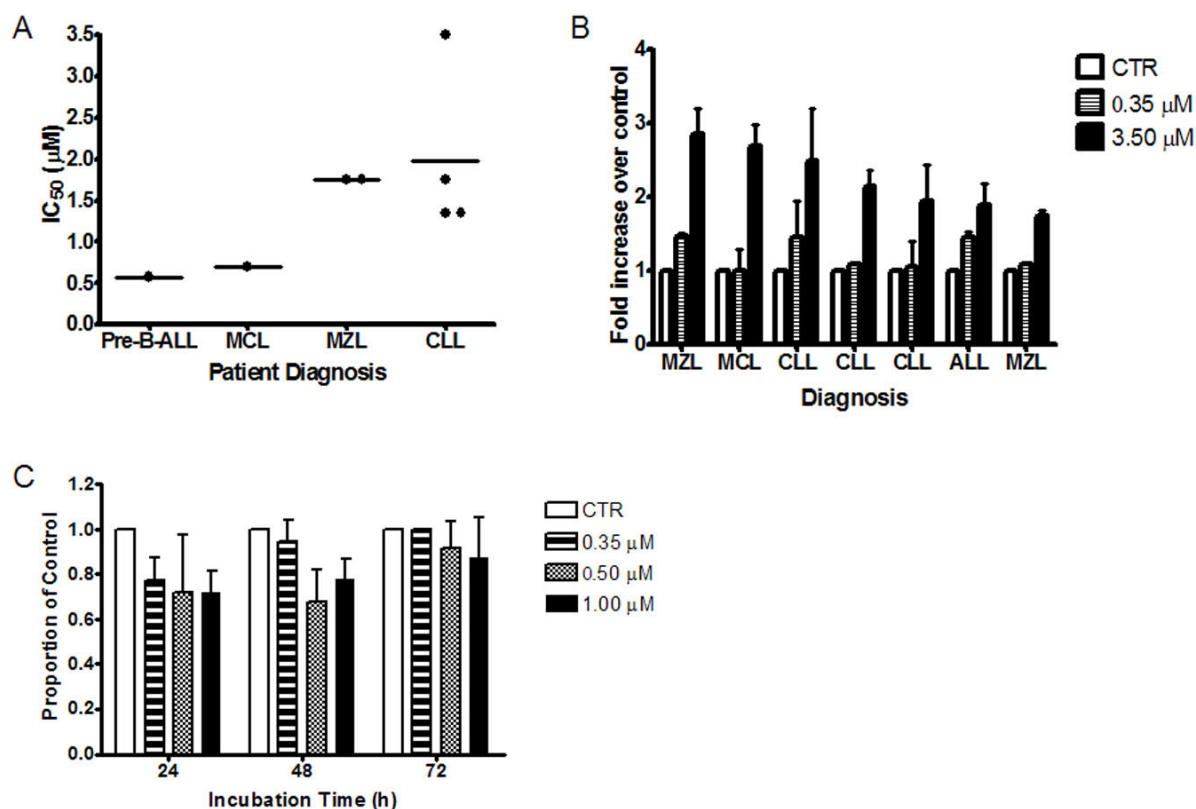 A
IC50 (µM)
3.5
3.0
2.5
2.0
1.5
1.0
0.5
0.0
Pre-B-ALL MCL MZL CLL
Patient Diagnosis
B
Fold increase over control
4
3
2
1
0
MZL MCL CLL CLL CLL ALL MZL
Diagnosis
CTR
0.35 µM
3.50 µM
C
Proportion of Control
1.2
1.0
0.8
0.6
0.4
0.2
0.0
24 48 72
Incubation Time (h)
CTR
0.35 µM
0.50 µM
1.00 µM